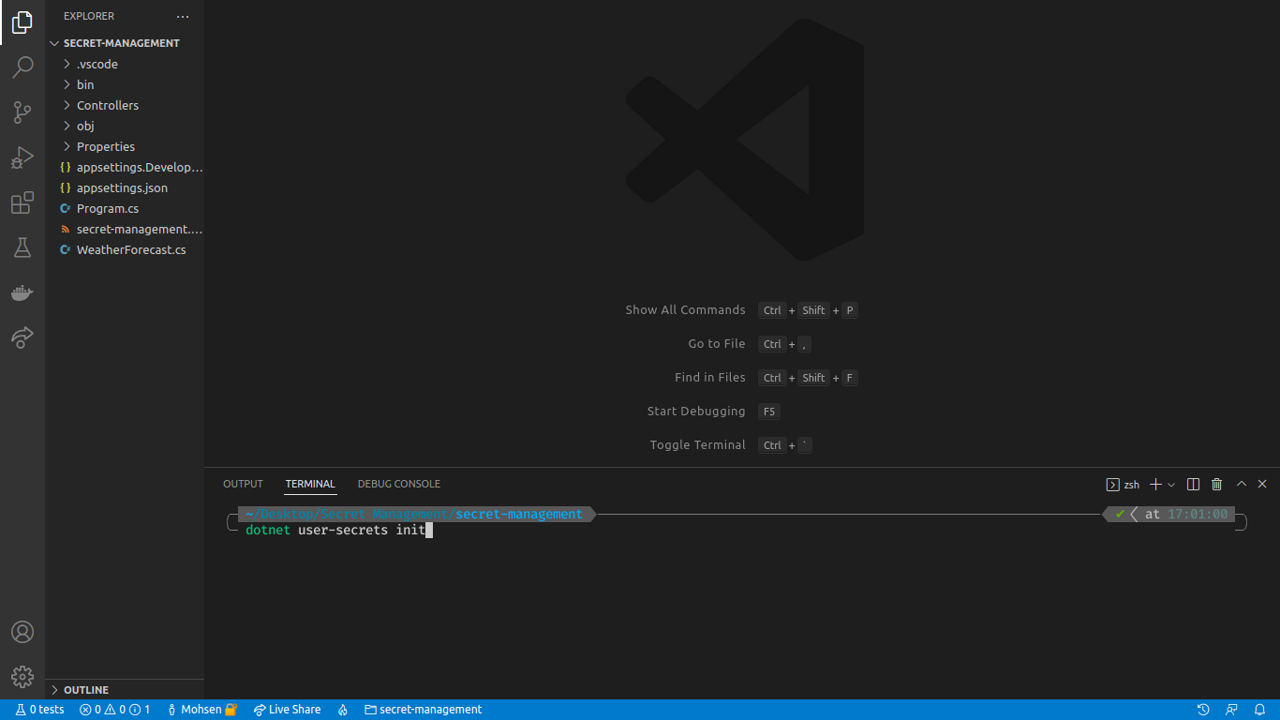 EXPLORER
SECRET-MANAGEMENT
.vscode
bin
Controllers
obj
Properties
appsettings.Develop...
appsettings.json
Program.cs
secret-management....
WeatherForecast.cs
OUTLINE
Show All Commands Ctrl + Shift + P
Go to File Ctrl + ,
Find in Files Ctrl + Shift + F
Start Debugging F5
Toggle Terminal Ctrl + `
OUTPUT TERMINAL DEBUG CONSOLE zsh
~/Desktop/Secret Management/secret-management ✔ at 17:01:00
dotnet user-secrets init
0 tests 0 0 1 Mohsen Live Share secret-management